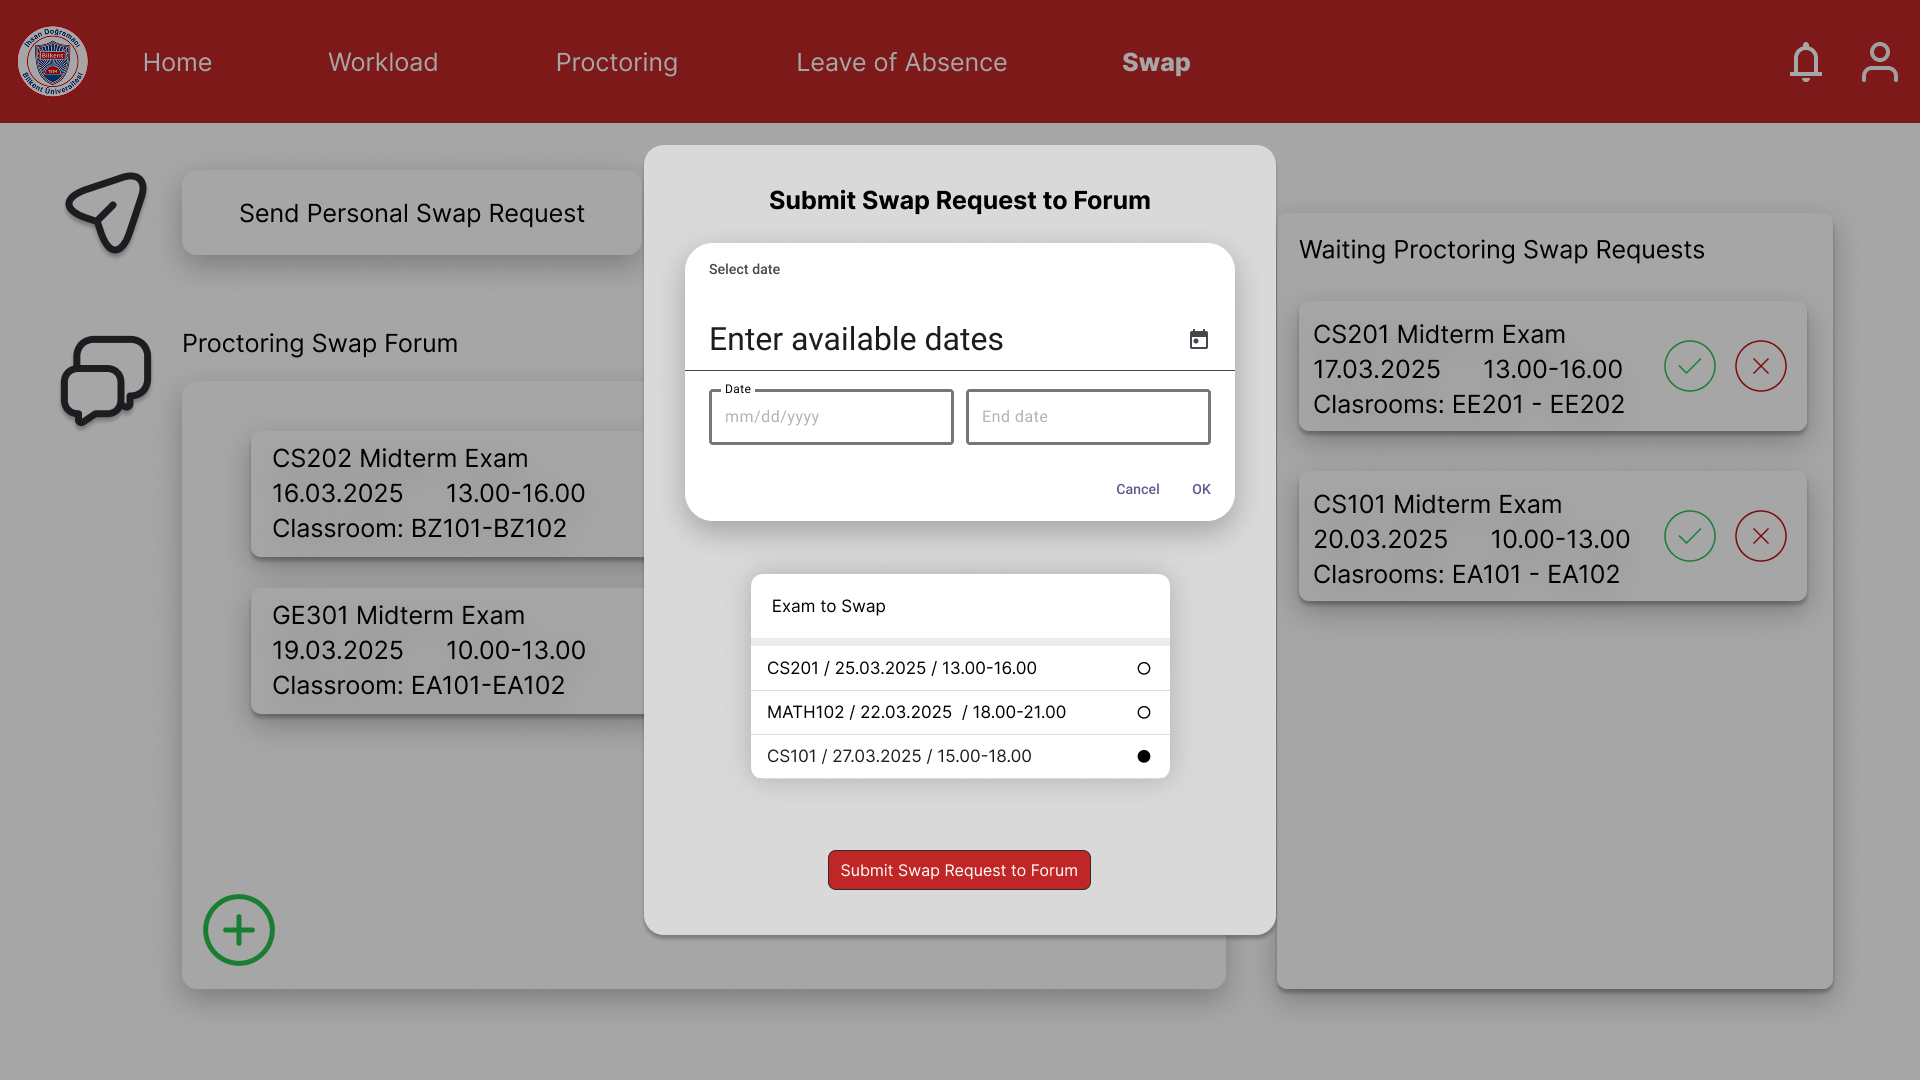 İhsan Doğramacı
Bilkent
1984
Bilkent Üniversitesi
Home
Workload
Proctoring
Leave of Absence
Swap
Send Personal Swap Request
Proctoring Swap Forum
CS202 Midterm Exam
16.03.2025 13.00-16.00
Classroom: BZ101-BZ102
GE301 Midterm Exam
19.03.2025 10.00-13.00
Classroom: EA101-EA102
Submit Swap Request to Forum
Select date
Enter available dates
Date
mm/dd/yyyy
End date
Cancel
OK
Exam to Swap
CS201 / 25.03.2025 / 13.00-16.00
MATH102 / 22.03.2025 / 18.00-21.00
CS101 / 27.03.2025 / 15.00-18.00
Submit Swap Request to Forum
Waiting Proctoring Swap Requests
CS201 Midterm Exam
17.03.2025 13.00-16.00
Clasrooms: EE201 - EE202
CS101 Midterm Exam
20.03.2025 10.00-13.00
Clasrooms: EA101 - EA102